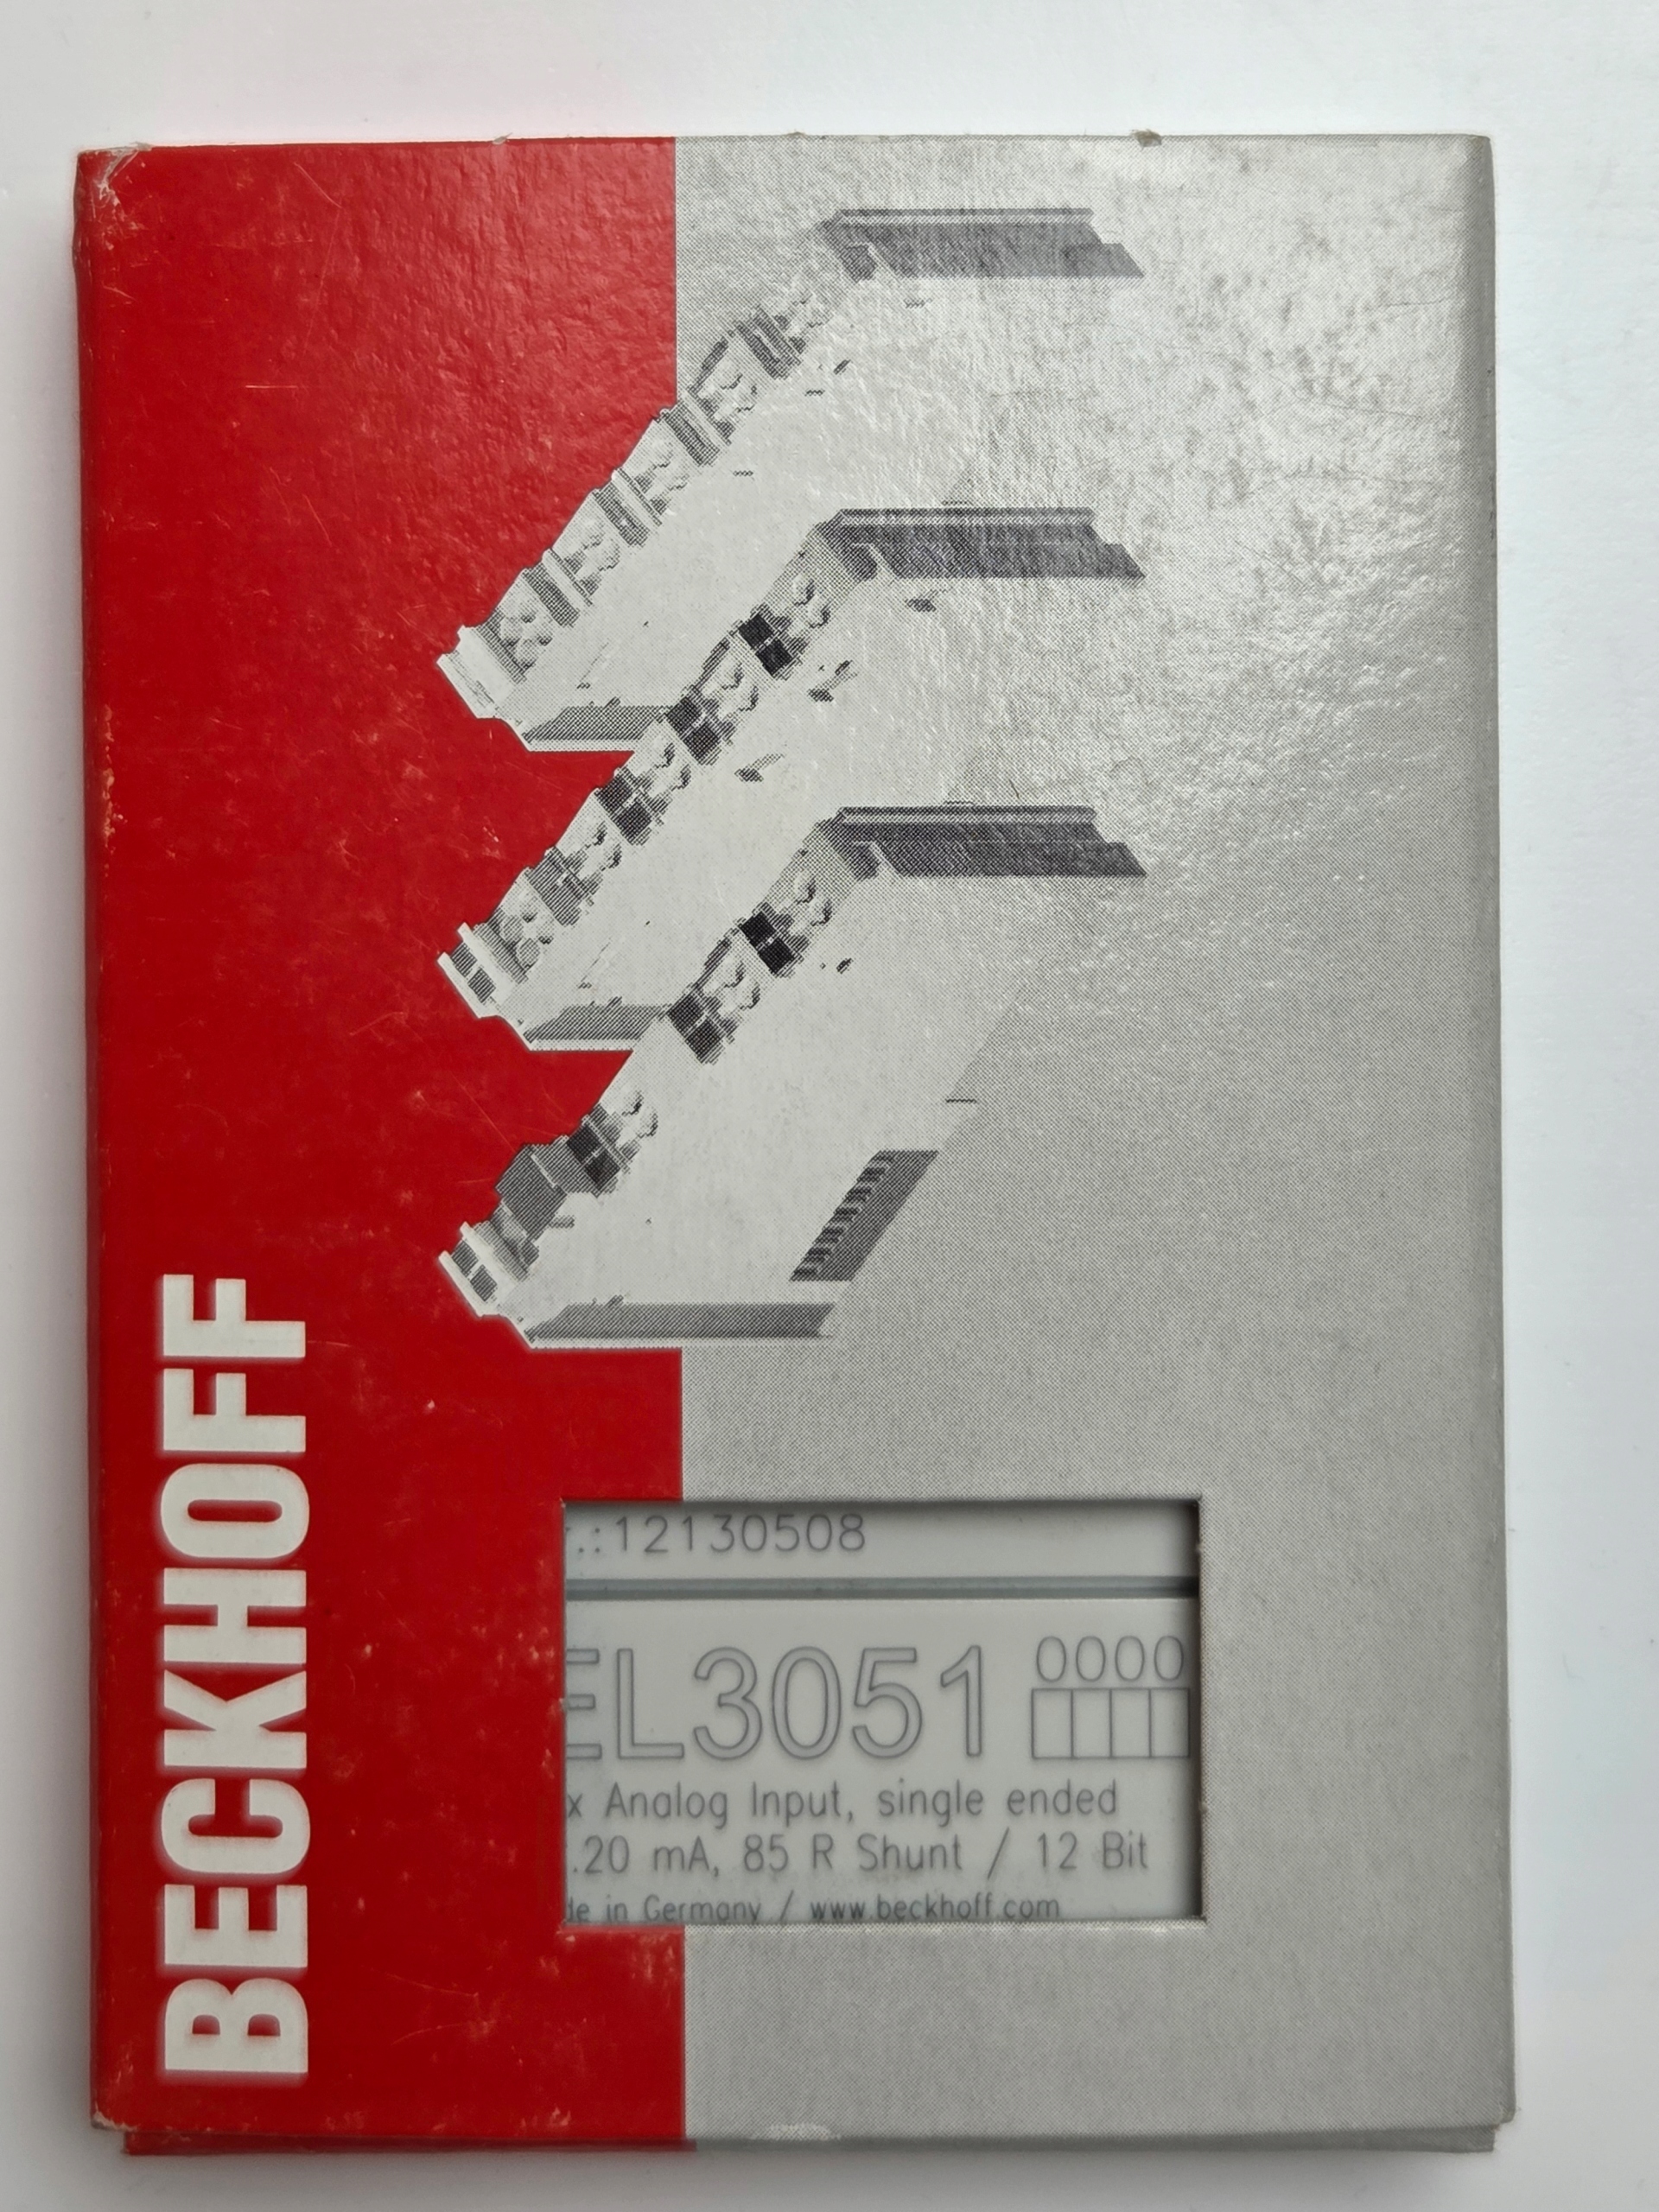 BECKHOFF
.:12130508
EL3051
0000
x Analog Input, single ended
.20 mA, 85 R Shunt / 12 Bit
de in Germany / www.beckhoff.com